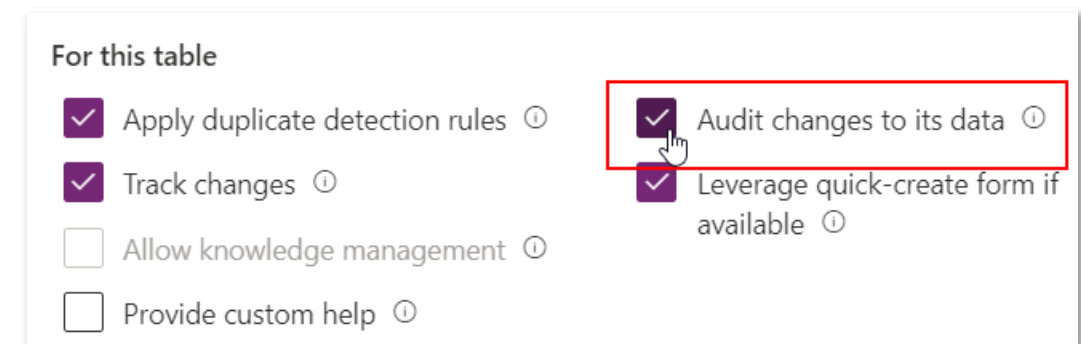 For this table
Apply duplicate detection rules
Audit changes to its data
Track changes
Leverage quick-create form if
available
Allow knowledge management
Provide custom help